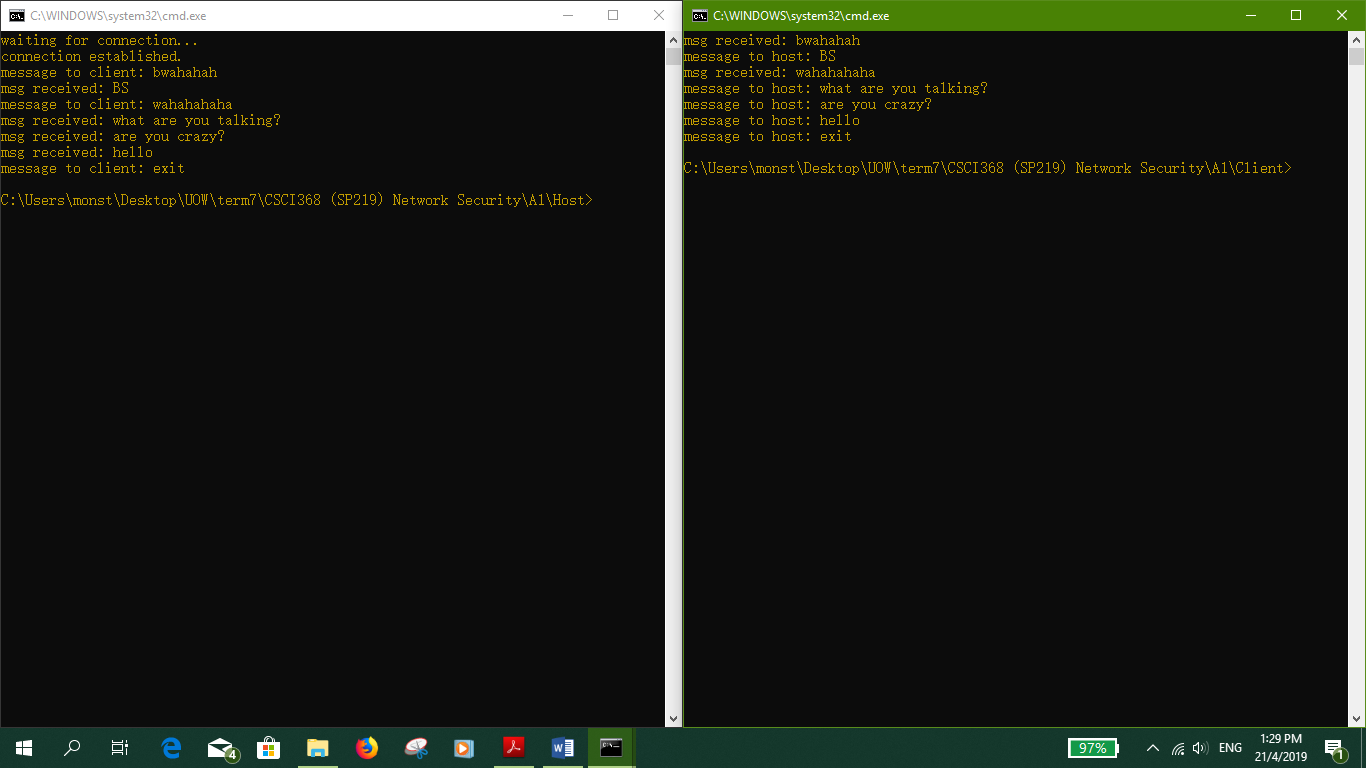 C:\WINDOWS\system32\cmd.exe
waiting for connection...
connection established.
message to client: bwahahah
msg received: BS
message to client: wahahahaha
msg received: what are you talking?
msg received: are you crazy?
msg received: hello
message to client: exit
C:\Users\monst\Desktop\UOW\term7\CSCI368 (SP219) Network Security\A1\Host>
C:\WINDOWS\system32\cmd.exe
msg received: bwahahah
message to host: BS
msg received: wahahahaha
message to host: what are you talking?
message to host: are you crazy?
message to host: hello
message to host: exit
C:\Users\monst\Desktop\UOW\term7\CSCI368 (SP219) Network Security\A1\Client>
4
97%
ENG
1:29 PM
21/4/2019
1